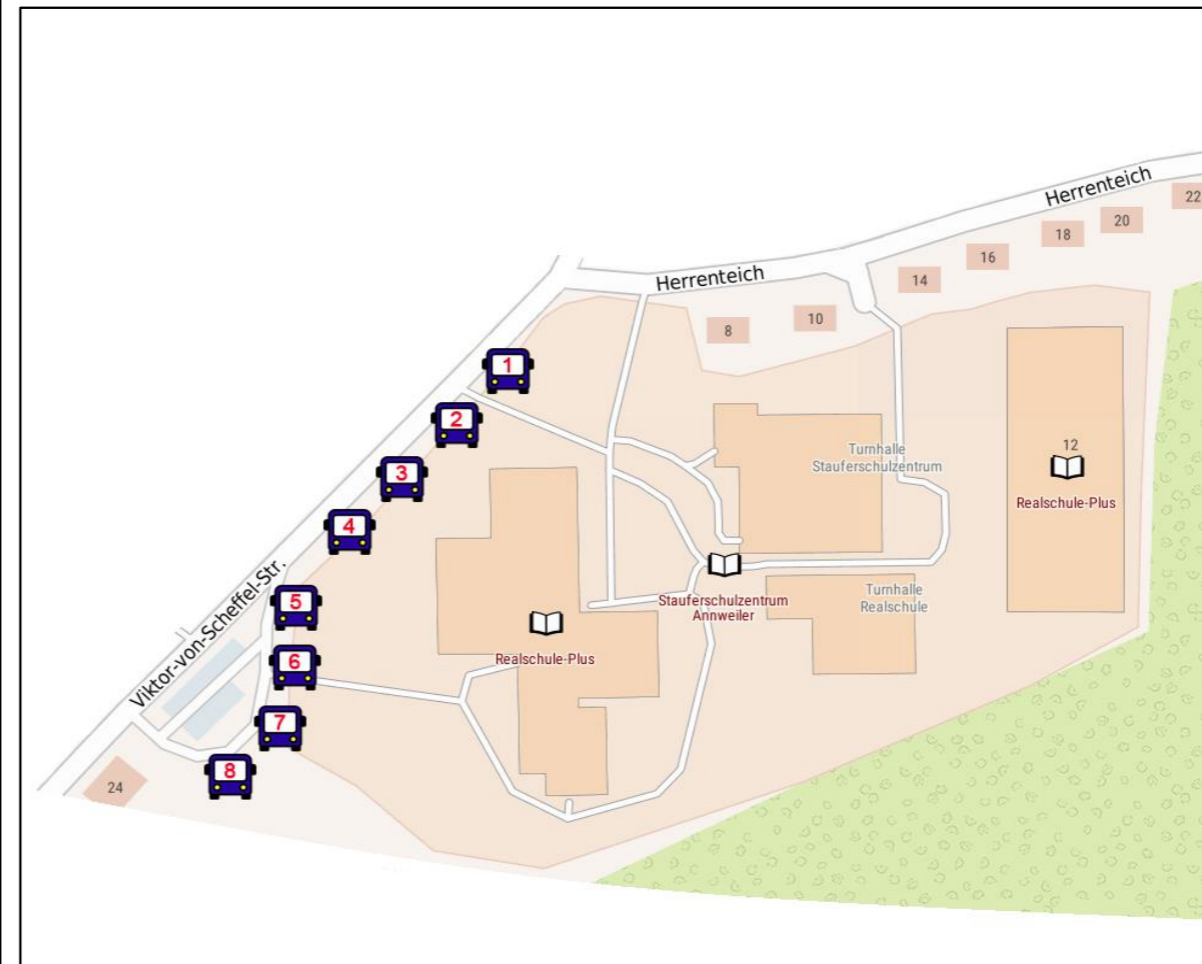 Herrenteich
22
20
18
16
14
Herrenteich
10
8
1
2
3
4
12
Realschule-Plus
Turnhalle
Stauferschulzentrum
Viktor-von-Scheffel-Str.
5
6
7
8
24
Realschule-Plus
Stauferschulzentrum
Annweiler
Turnhalle
Realschule